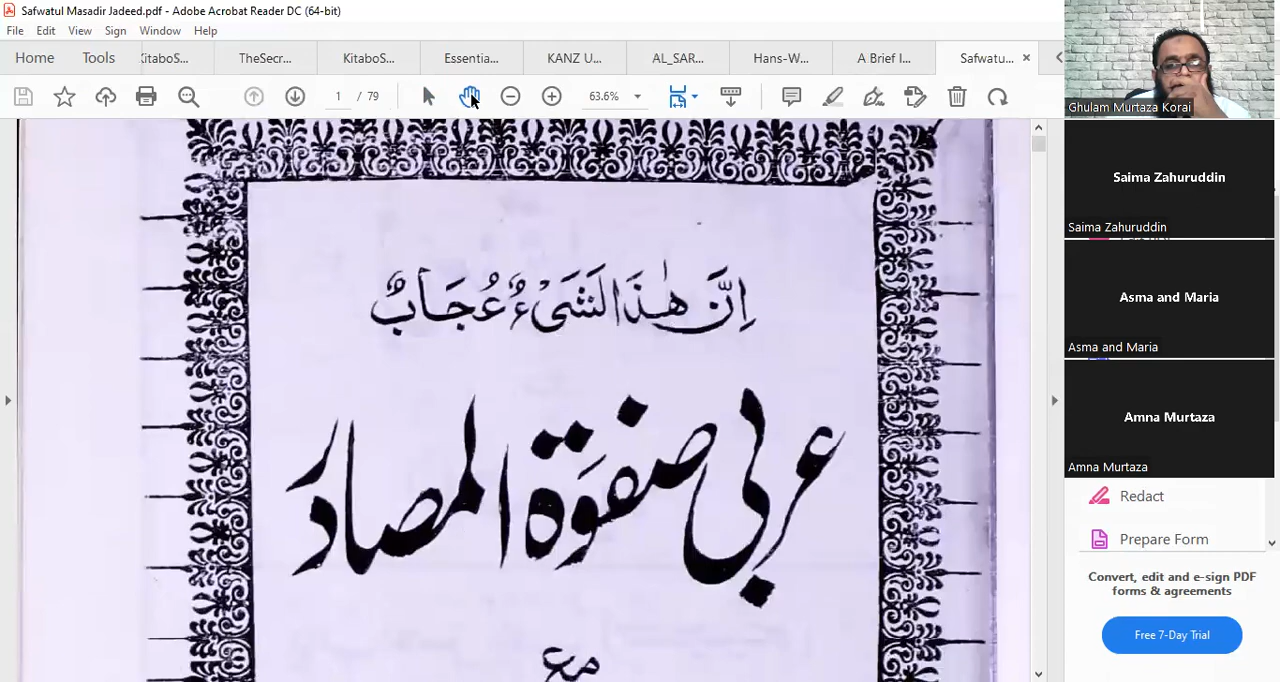 Safwatul Masadir Jadeed.pdf - Adobe Acrobat Reader DC (64-bit)
File Edit View Sign Window Help
Home Tools KitaboS... TheSecr... KitaboS... Essentiu... KANZ U... AL_SAR... Hans-W... A Brief I... Safwatu... ×
1 / 79 63.6%
اِنَّ هٰذَا لَشَیْءٌ عُجَابٌ
عربی صفوَة المصادر
مع
Ghulam Murtaza Korai
Saima Zahuruddin
Saima Zahuruddin
Asma and Maria
Asma and Maria
Amna Murtaza
Amna Murtaza
Redact
Prepare Form
Convert, edit and e-sign PDF
forms & agreements
Free 7-Day Trial